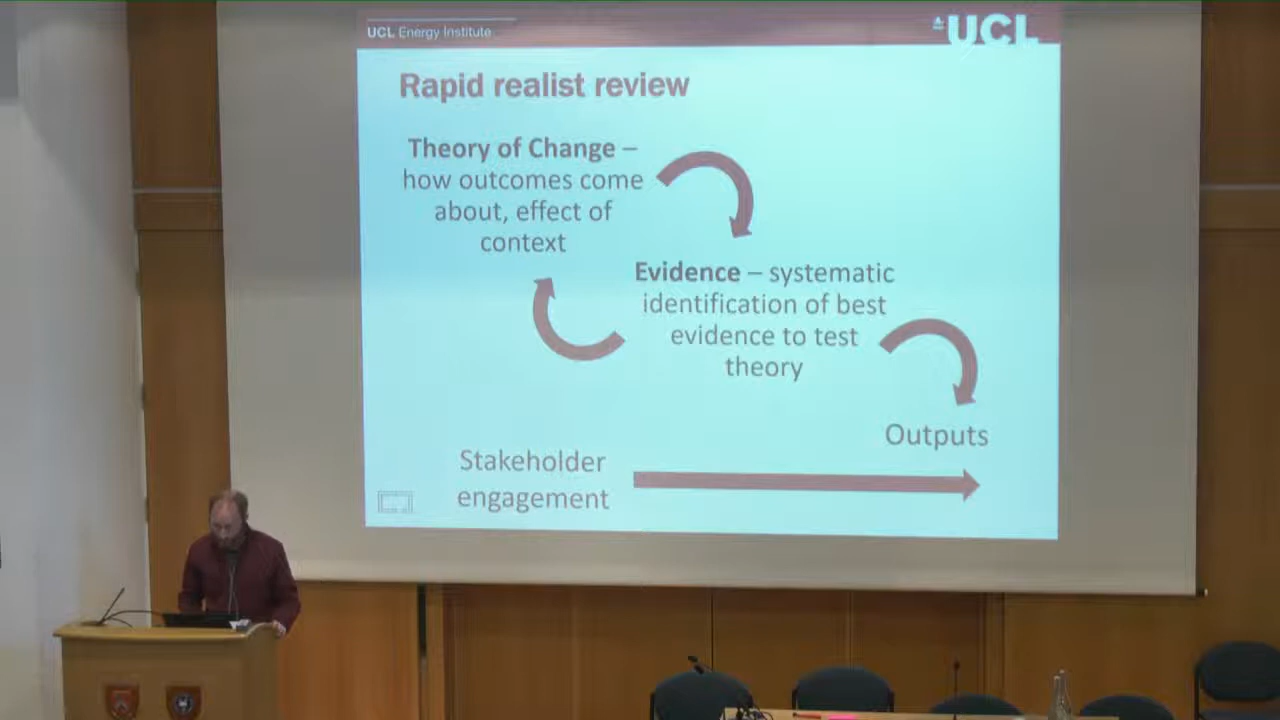 UCL Energy Institute
UCL
Rapid realist review
Theory of Change –
how outcomes come
about, effect of
context
Evidence – systematic
identification of best
evidence to test
theory
Outputs
Stakeholder
engagement